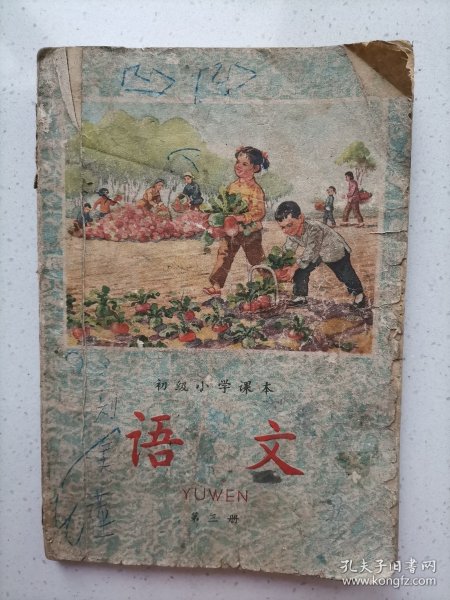 初级小学课本
语文
YUWEN
第三册
孔夫子旧书网
www.kongfz.com